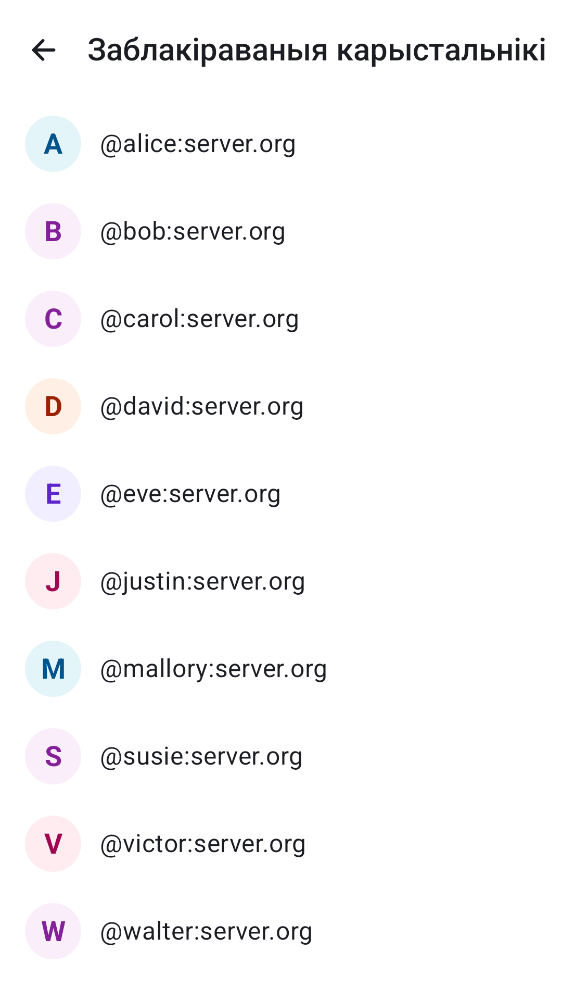 Заблакіраваныя карыстальнікі
A @alice:server.org
B @bob:server.org
C @carol:server.org
D @david:server.org
E @eve:server.org
J @justin:server.org
M @mallory:server.org
S @susie:server.org
V @victor:server.org
W @walter:server.org